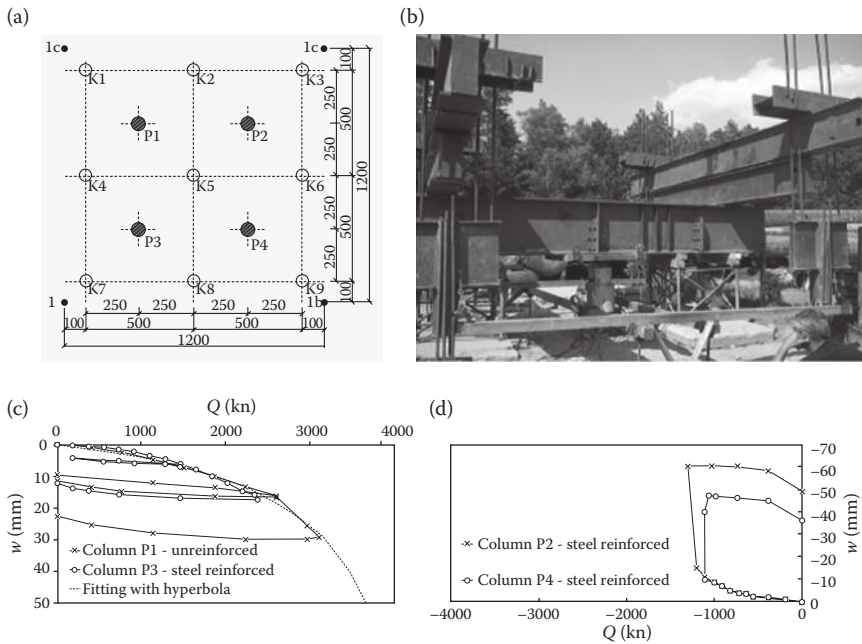 (a)
1c
1c
K1
K2
K3
P1
P2
K4
K5
K6
P3
P4
K7
K8
K9
1
1b
100
250
500
250
1200
250
500
250
100
250
250
250
250
100
500
500
100
1200
(b)
(c)
Q (kn)
0
1000
2000
3000
4000
0
10
20
30
40
50
w (mm)
Column P1 - unreinforced
Column P3 - steel reinforced
Fitting with hyperbola
(d)
-70
-60
-50
-40
-30
-20
-10
0
w (mm)
Column P2 - steel reinforced
Column P4 - steel reinforced
-4000
-3000
-2000
-1000
0
Q (kn)